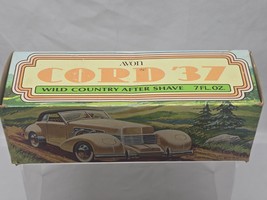 AVON
CORD 37
WILD COUNTRY AFTER SHAVE 7 FL. OZ.